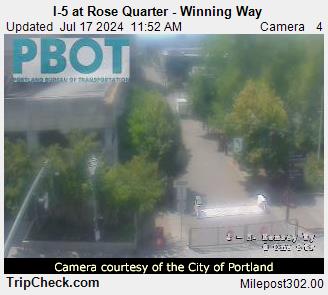 I-5 at Rose Quarter - Winning Way
Updated Jul 17 2024 11:52 AM Camera 4
PBOT
PORTLAND BUREAU OF TRANSPORTATION
Camera courtesy of the City of Portland
TripCheck.com Milepost302.00